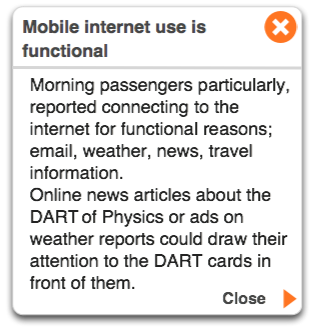 Mobile internet use is
functional
Morning passengers particularly,
reported connecting to the
internet for functional reasons;
email, weather, news, travel
information.
Online news articles about the
DART of Physics or ads on
weather reports could draw their
attention to the DART cards in
front of them.
Close